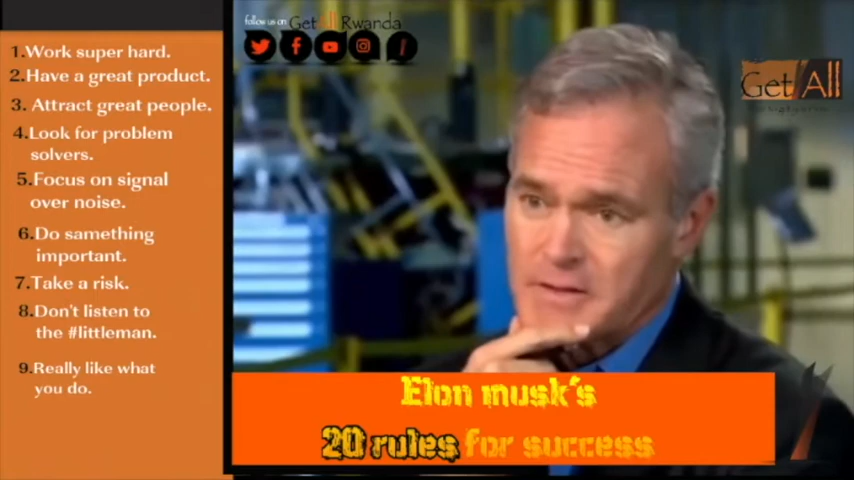 1.Work super hard.
2.Have a great product.
3. Attract great people.
4.Look for problem
solvers.
5.Focus on signal
over noise.
6.Do samething
important.
7.Take a risk.
8.Don't listen to
the #littleman.
9.Really like what
you do.
follow us on GetAll Rwanda
Get All
Elon musk's
20 rules for success